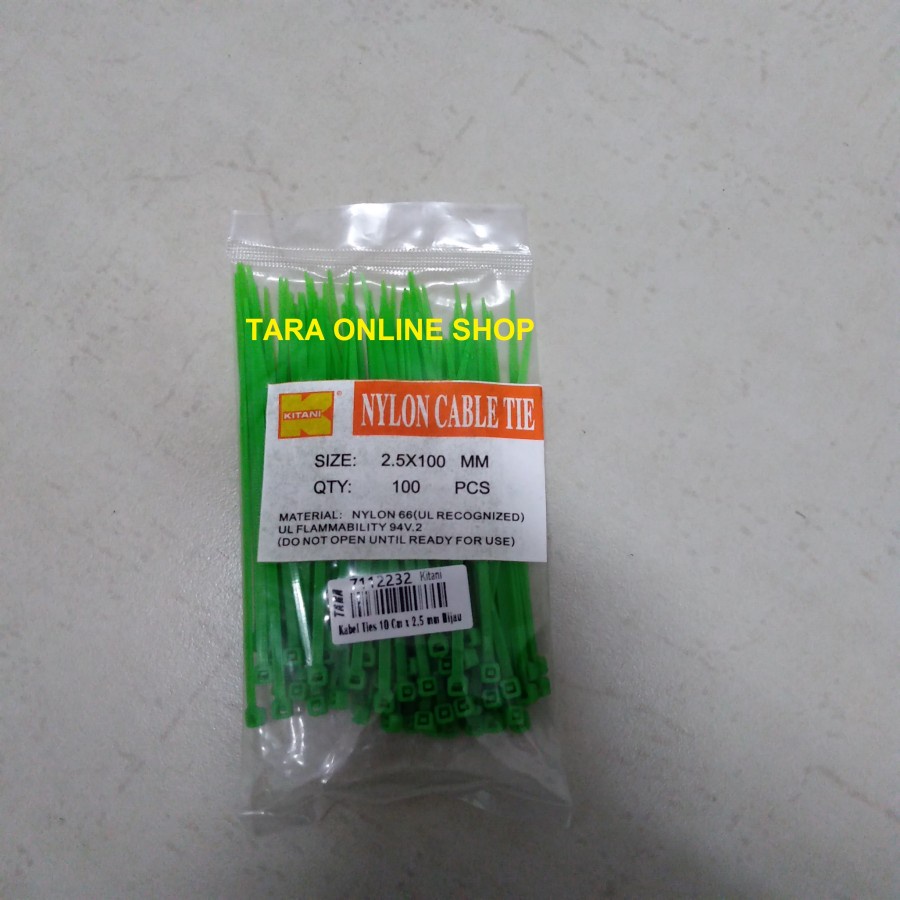 TARA ONLINE SHOP
KITANI ®
NYLON CABLE TIE
SIZE: 2.5X100 MM
QTY: 100 PCS
MATERIAL: NYLON 66(UL RECOGNIZED)
UL FLAMMABILITY 94V.2
(DO NOT OPEN UNTIL READY FOR USE)
TARA
7112232 Kitani
Kabel Ties 10 Cm x 2.5 mm Hijau